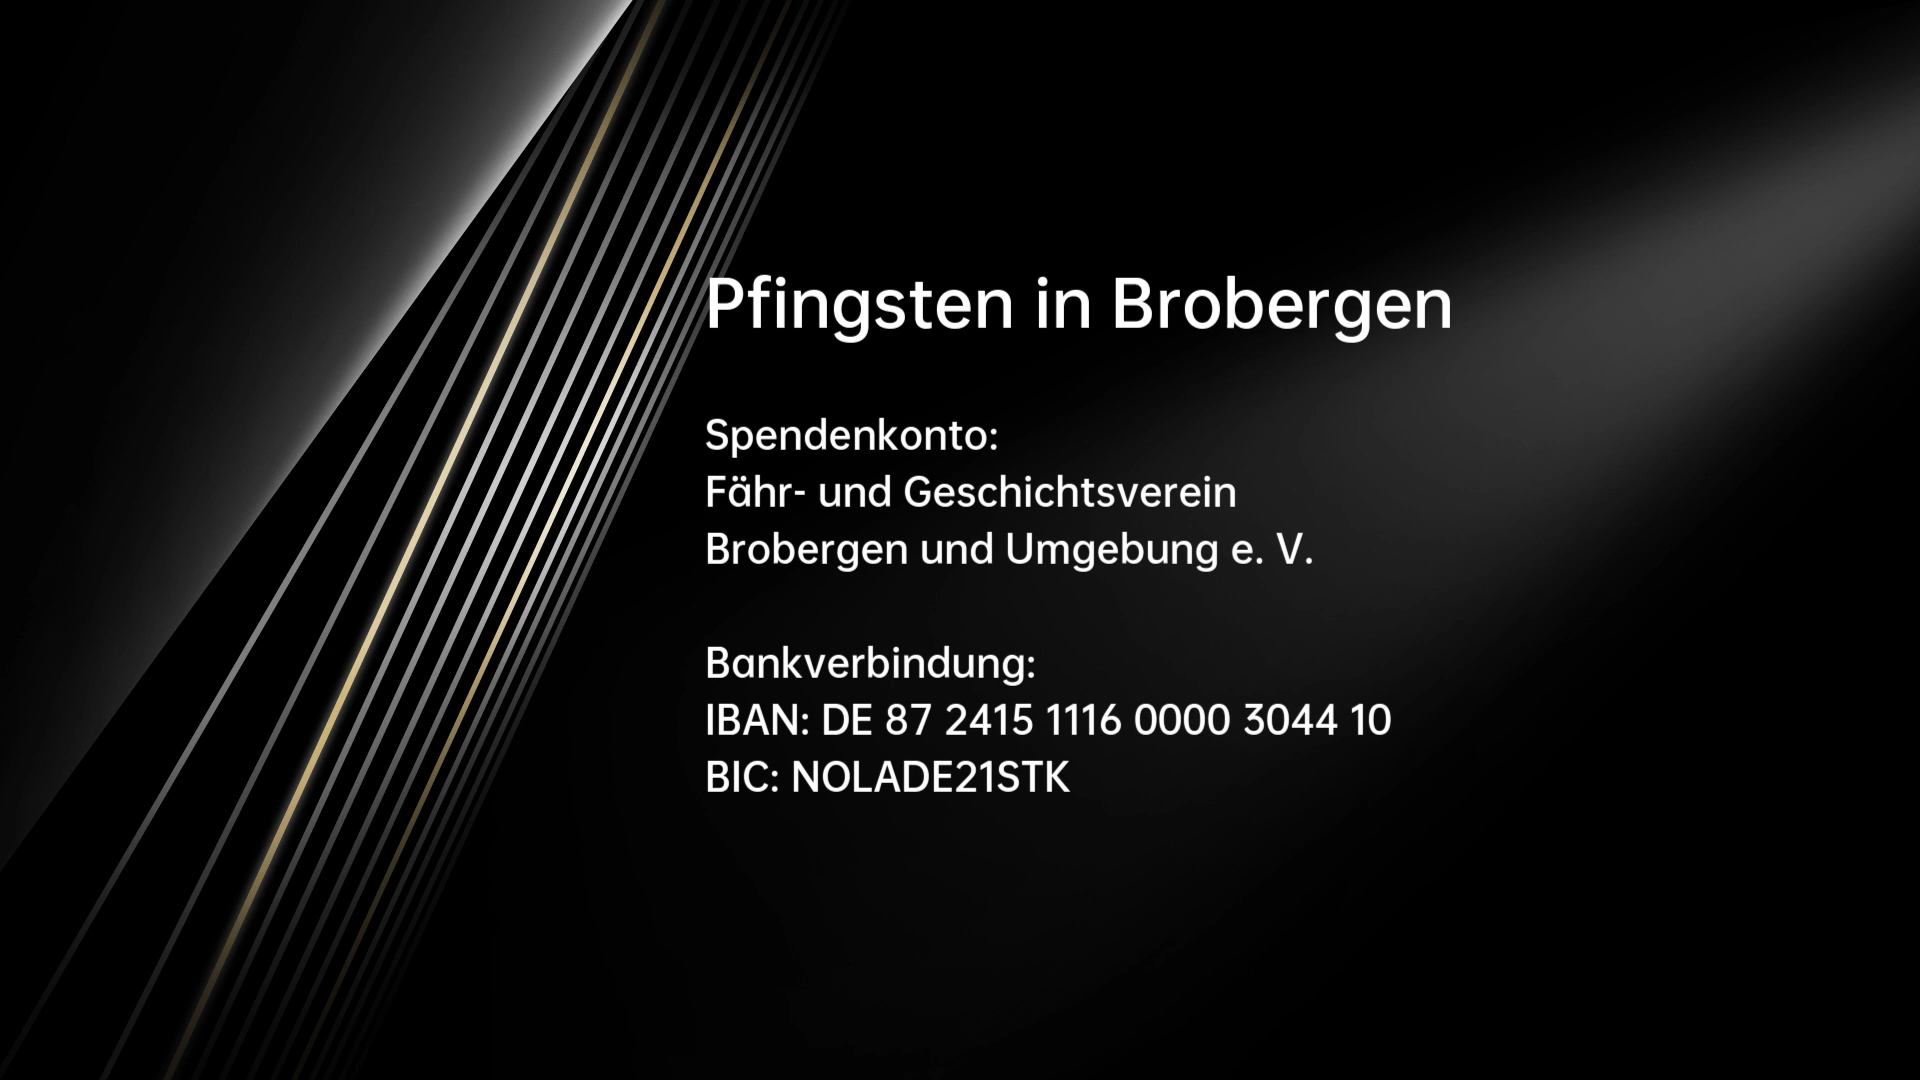 Pfingsten in Brobergen
Spendenkonto:
Fähr- und Geschichtsverein
Brobergen und Umgebung e. V.
Bankverbindung:
IBAN: DE 87 2415 1116 0000 3044 10
BIC: NOLADE21STK